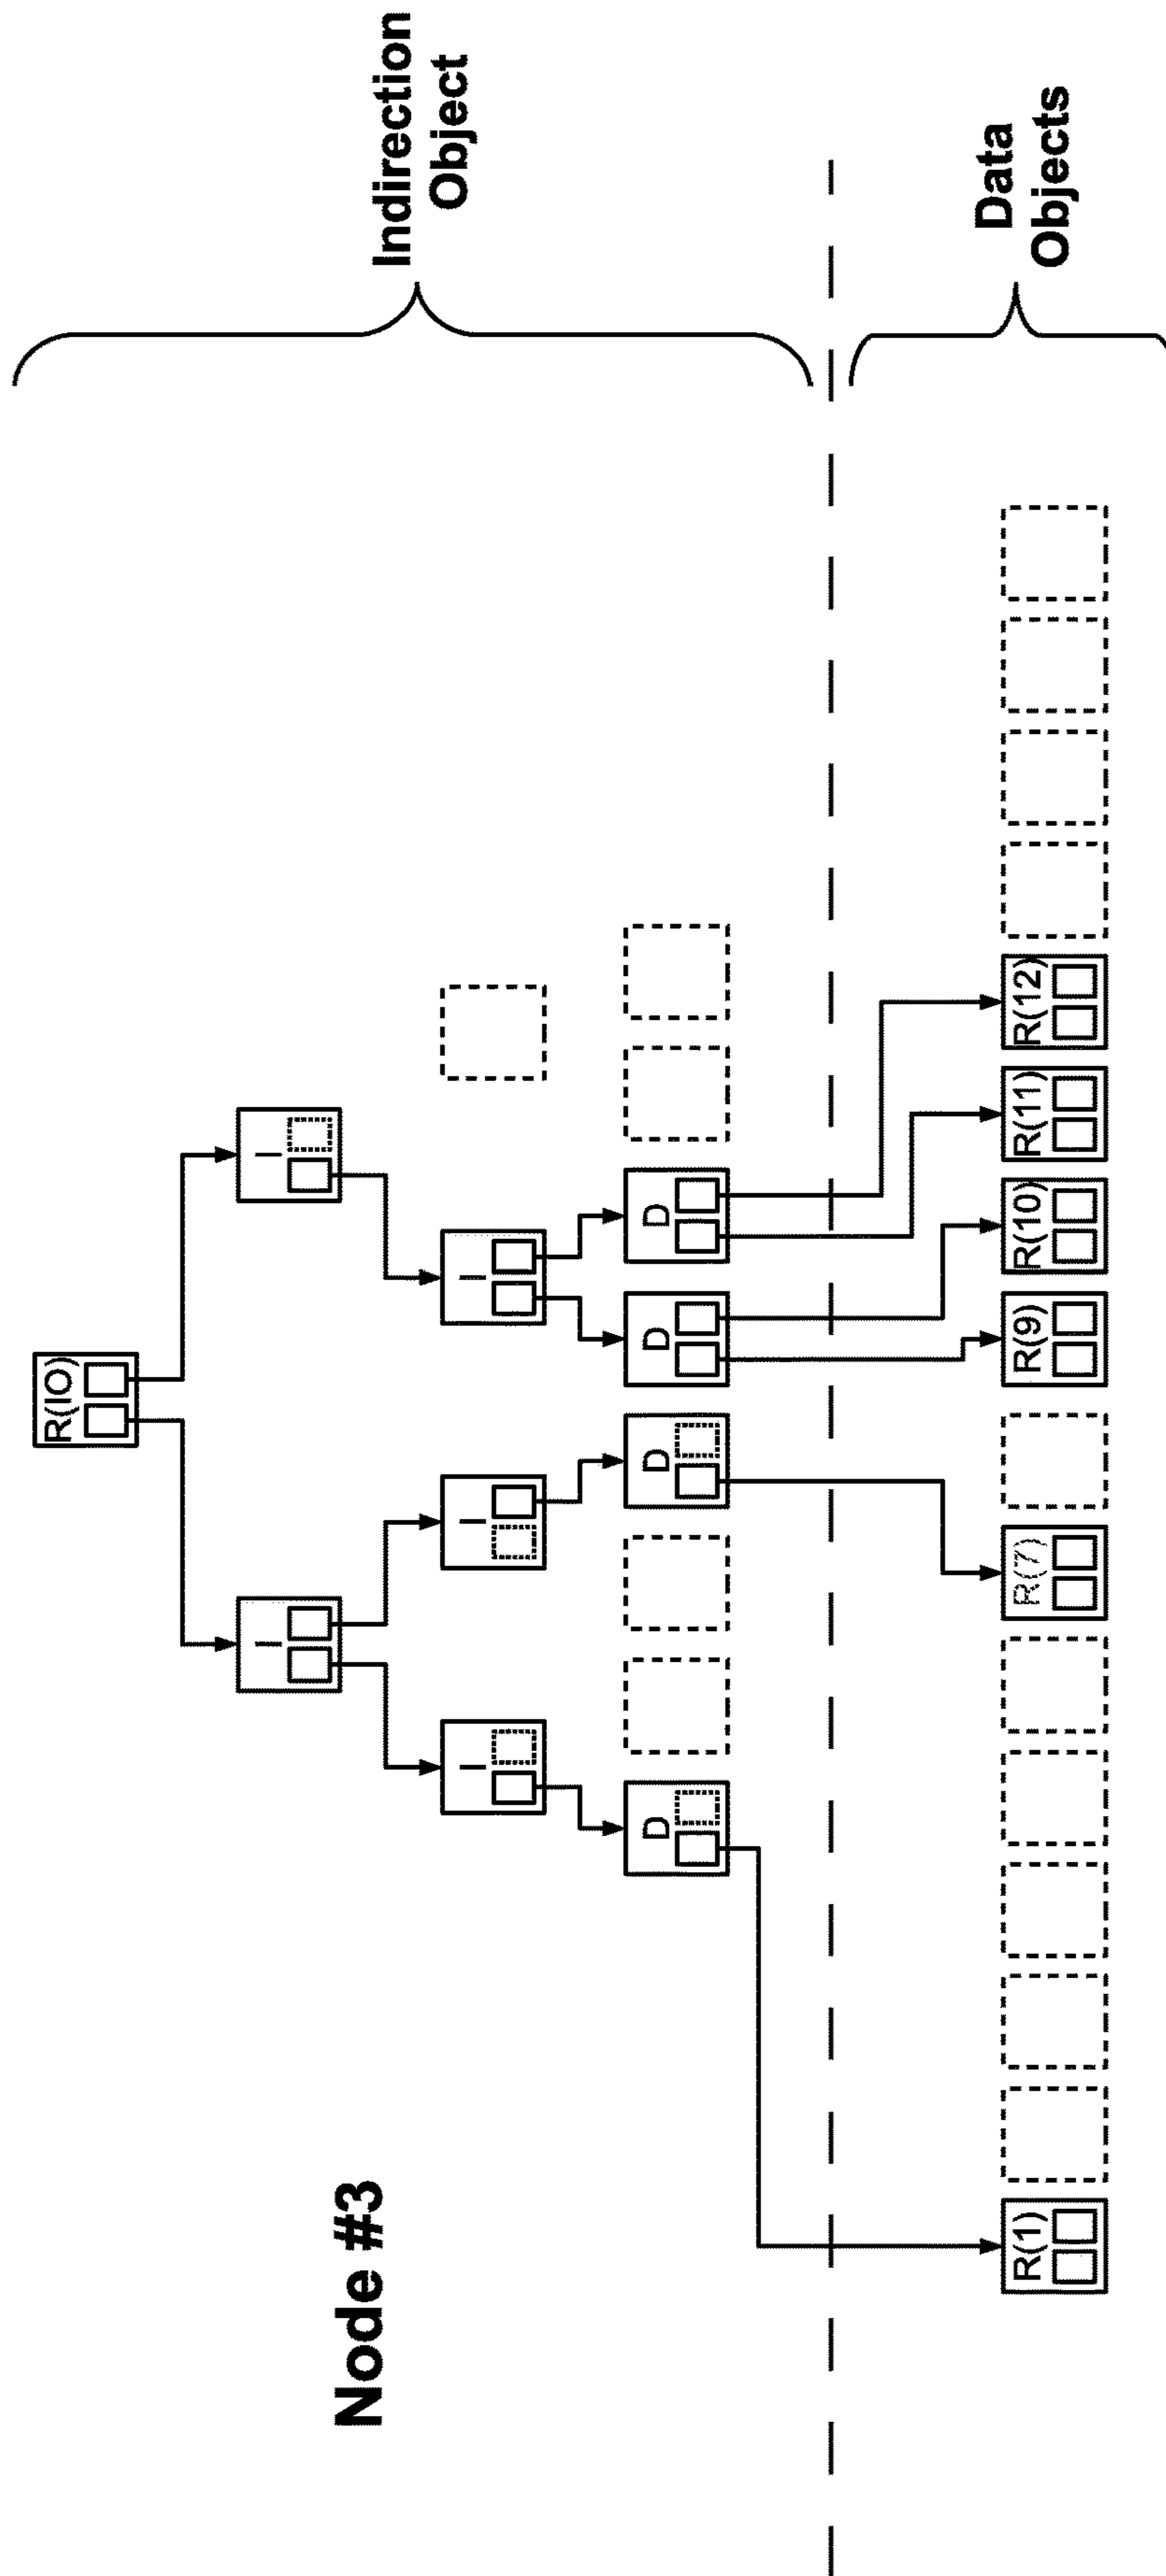 Node #3
R(IO)
I
I
I
I
I
D
D
D
D
Indirection
Object
R(1)
R(7)
R(9)
R(10)
R(11)
R(12)
Data
Objects